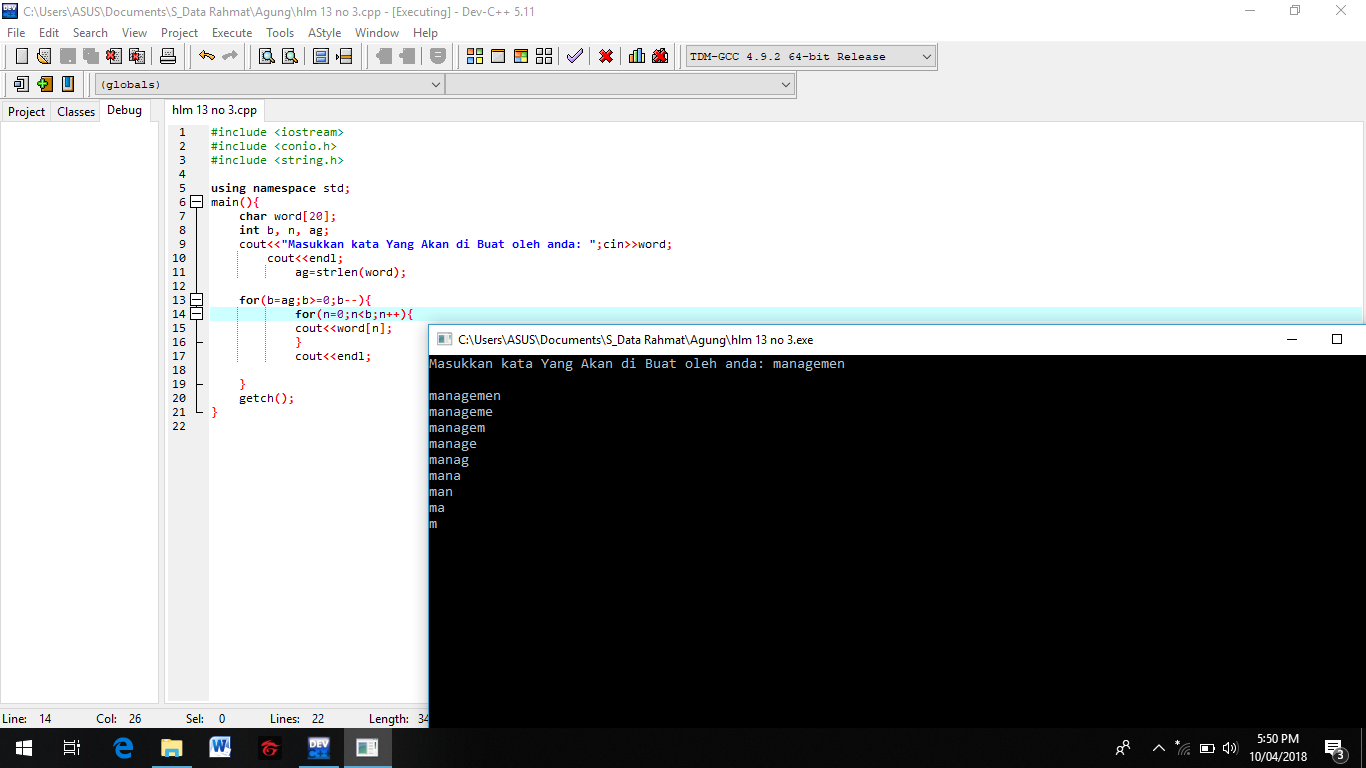 C:\Users\ASUS\Documents\S_Data Rahmat\Agung\hlm 13 no 3.cpp - [Executing] - Dev-C++ 5.11
File Edit Search View Project Execute Tools AStyle Window Help
TDM-GCC 4.9.2 64-bit Release
(globals)
Project Classes Debug
hlm 13 no 3.cpp
1 #include <iostream>
2 #include <conio.h>
3 #include <string.h>
4
5 using namespace std;
6 main(){
7 char word[20];
8 int b, n, ag;
9 cout<<"Masukkan kata Yang Akan di Buat oleh anda: ";cin>>word;
10 cout<<endl;
11 ag=strlen(word);
12
13 for(b=ag;b>=0;b--){
14 for(n=0;n<b;n++){
15 cout<<word[n];
16 }
17 cout<<endl;
18
19 }
20 getch();
21 }
22
C:\Users\ASUS\Documents\S_Data Rahmat\Agung\hlm 13 no 3.exe
Masukkan kata Yang Akan di Buat oleh anda: managemen
managemen
manageme
managem
manage
manag
mana
man
ma
m
Line: 14 Col: 26 Sel: 0 Lines: 22 Length: 34
DEV
5:50 PM
10/04/2018
3